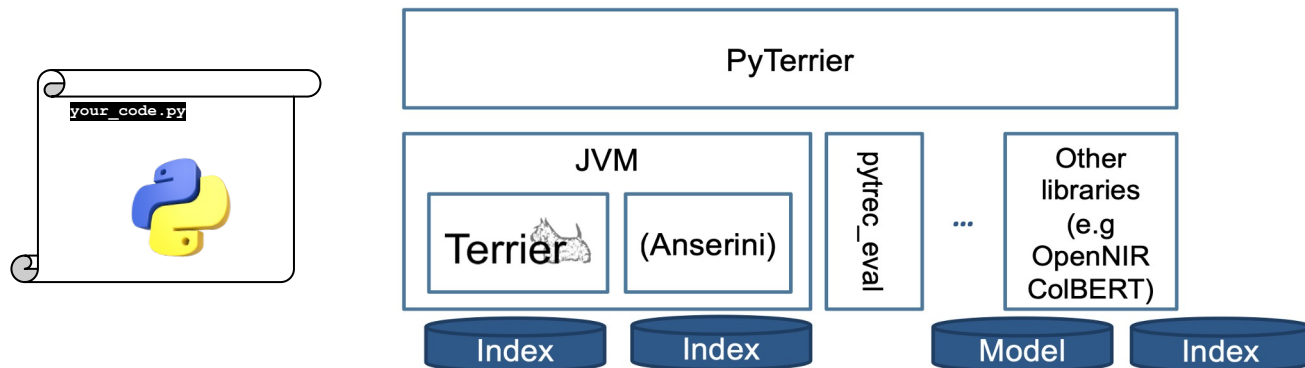 your_code.py
PyTerrier
JVM
Terrier
(Anserini)
pytrec_eval
...
Other
libraries
(e.g
OpenNIR
ColBERT)
Index
Index
Model
Index